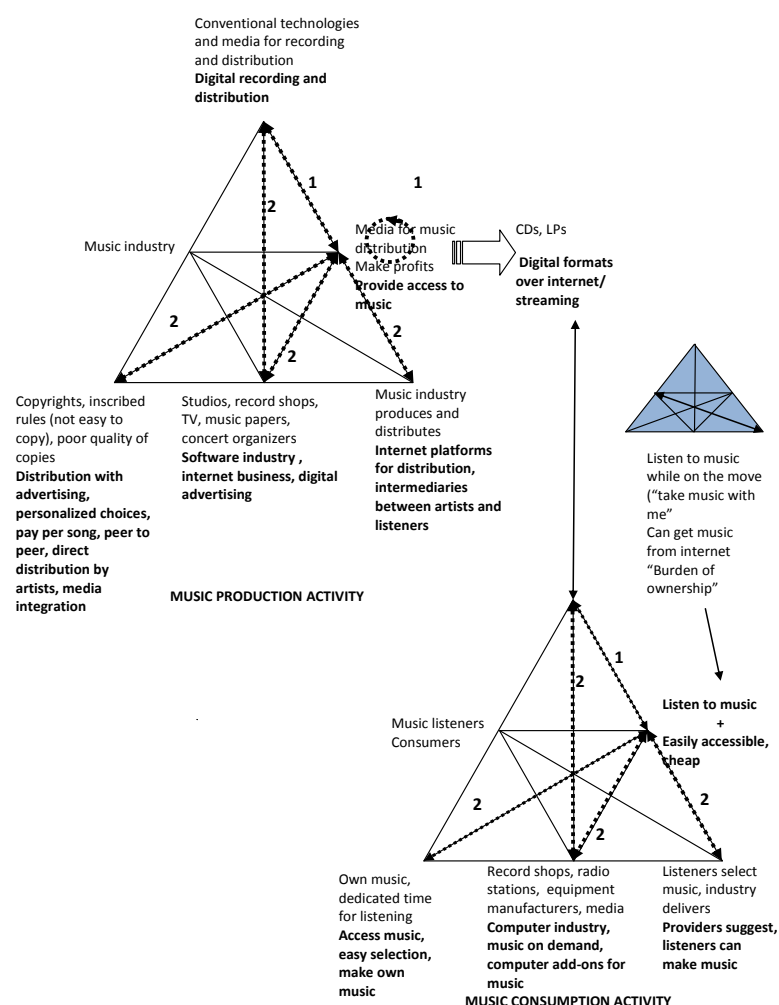 Conventional technologies
and media for recording
and distribution
Digital recording and
distribution
1
1
2
Music industry
Media for music
distribution
Make profits
Provide access to
music
CDs, LPs
Digital formats
over internet/
streaming
2
2
2
Copyrights, inscribed
rules (not easy to
copy), poor quality of
copies
Distribution with
advertising,
personalized choices,
pay per song, peer to
peer, direct
distribution by
artists, media
integration
Studios, record shops,
TV, music papers,
concert organizers
Software industry ,
internet business, digital
advertising
Music industry
produces and
distributes
Internet platforms
for distribution,
intermediaries
between artists and
listeners
Listen to music
while on the move
(“take music with
me”
Can get music
from internet
“Burden of
ownership”
MUSIC PRODUCTION ACTIVITY
1
2
Music listeners
Consumers
Listen to music
+
Easily accessible,
cheap
2
2
2
Own music,
dedicated time
for listening
Access music,
easy selection,
make own
music
Record shops, radio
stations, equipment
manufacturers, media
Computer industry,
music on demand,
computer add-ons for
music
Listeners select
music, industry
delivers
Providers suggest,
listeners can
make music
MUSIC CONSUMPTION ACTIVITY